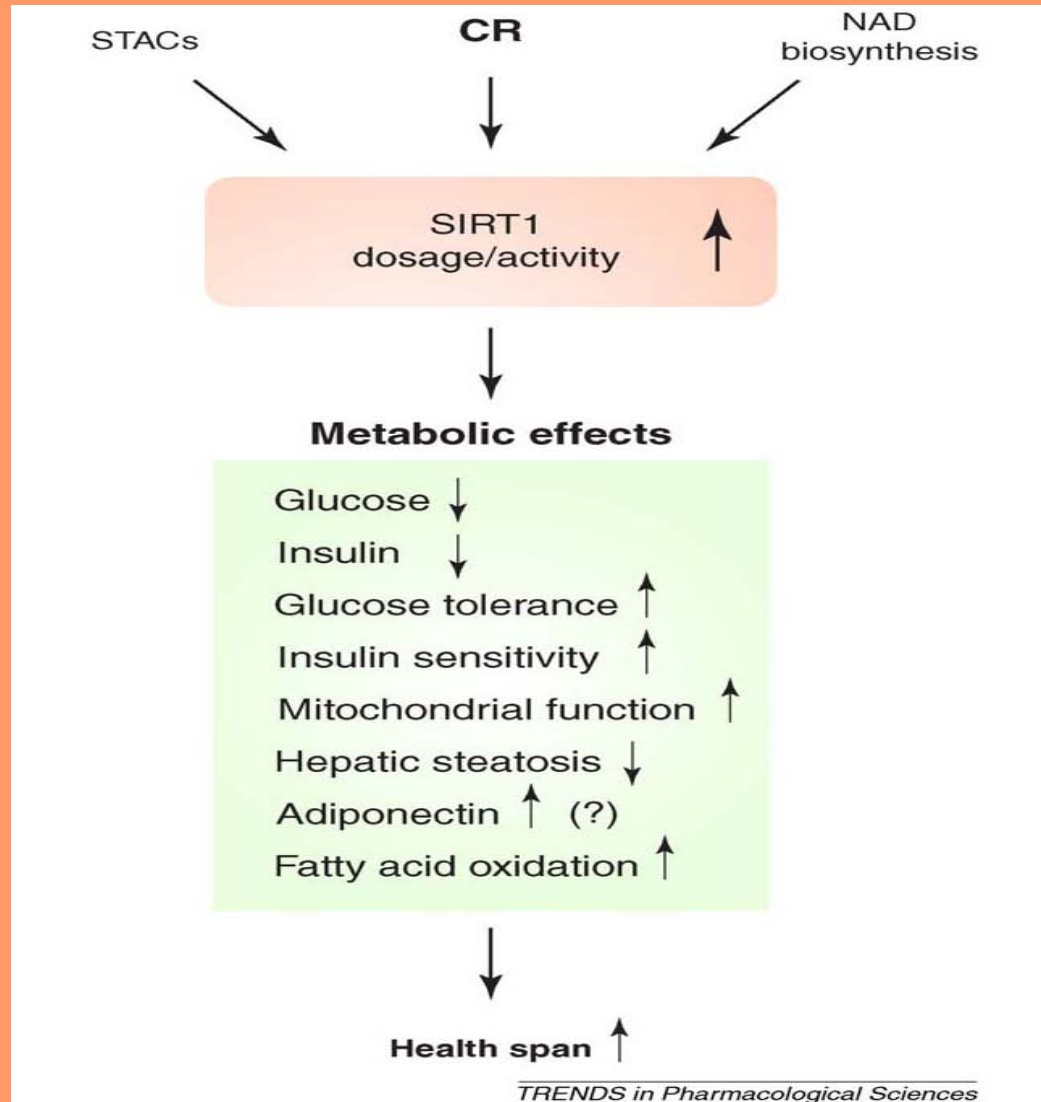 STACs
CR
NAD
biosynthesis
SIRT1
dosage/activity ↑
Metabolic effects
Glucose ↓
Insulin ↓
Glucose tolerance ↑
Insulin sensitivity ↑
Mitochondrial function ↑
Hepatic steatosis ↓
Adiponectin ↑ (?)
Fatty acid oxidation ↑
Health span ↑
TRENDS in Pharmacological Sciences